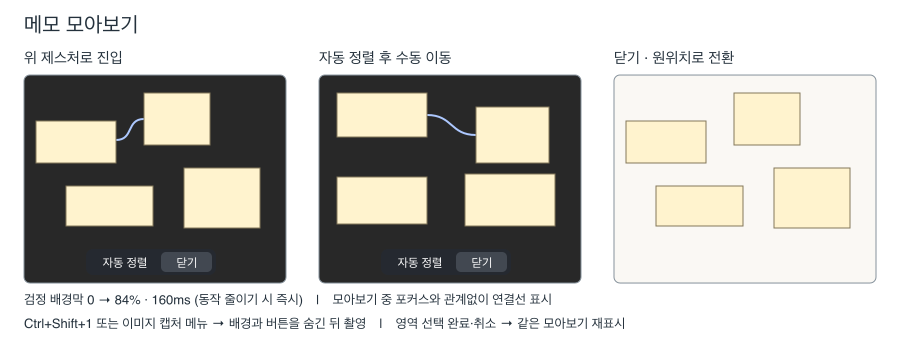 메모 모아보기
위 제스처로 진입
자동 정렬 후 수동 이동
닫기 · 원위치로 전환
자동 정렬 닫기
자동 정렬 닫기
검정 배경막 0 → 84% · 160ms (동작 줄이기 시 즉시) | 모아보기 중 포커스와 관계없이 연결선 표시
Ctrl+Shift+1 또는 이미지 캡처 메뉴 → 배경과 버튼을 숨긴 뒤 촬영 | 영역 선택 완료·취소 → 같은 모아보기 재표시